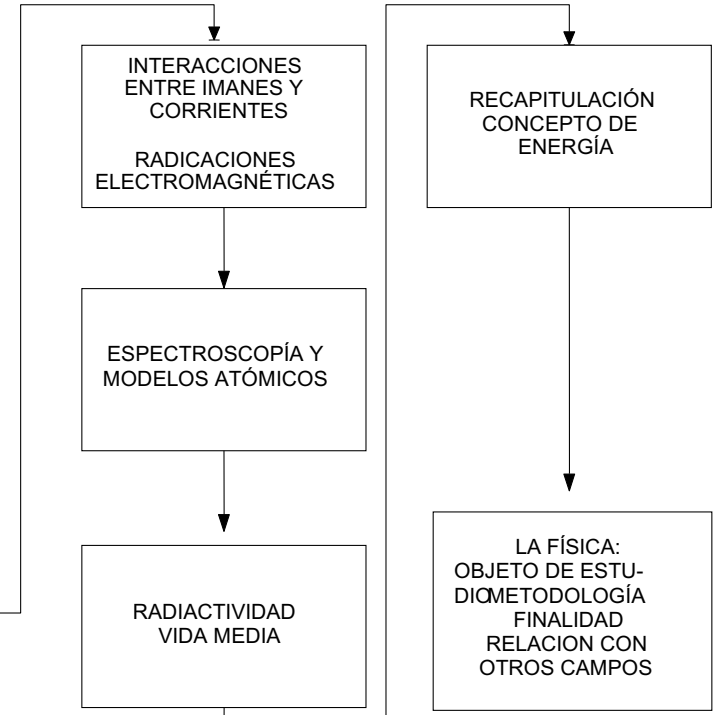 INTERACCIONES
ENTRE IMANES Y
CORRIENTES
RADICACIONES
ELECTROMAGNÉTICAS
ESPECTROSCOPÍA Y
MODELOS ATÓMICOS
RADIACTIVIDAD
VIDA MEDIA
RECAPITULACIÓN
CONCEPTO DE
ENERGÍA
LA FÍSICA:
OBJETO DE ESTU-
DIOMETODOLOGÍA
FINALIDAD
RELACION CON
OTROS CAMPOS